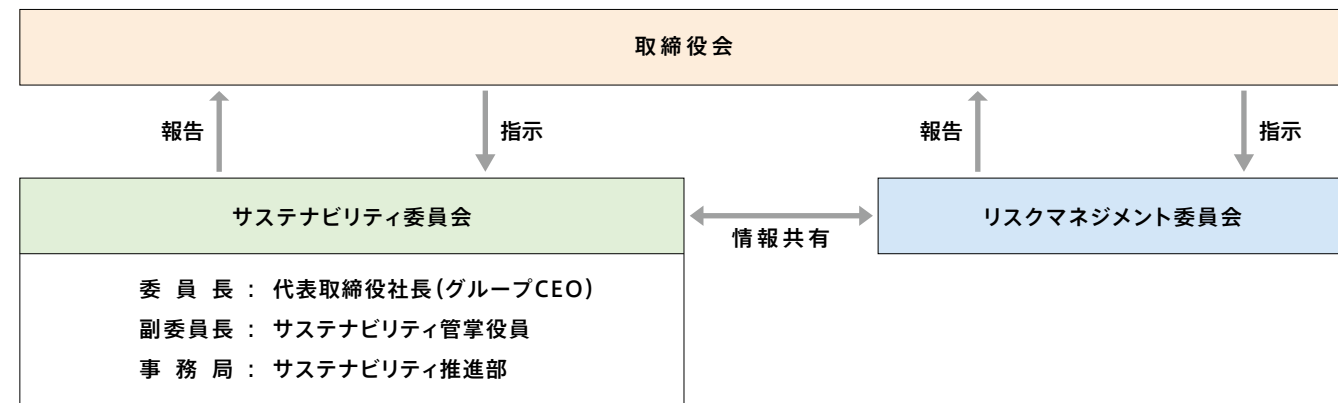 取締役会
報告
指示
報告
指示
サステナビリティ委員会
情報共有
リスクマネジメント委員会
委員長：代表取締役社長（グループCEO）
副委員長：サステナビリティ管掌役員
事務局：サステナビリティ推進部